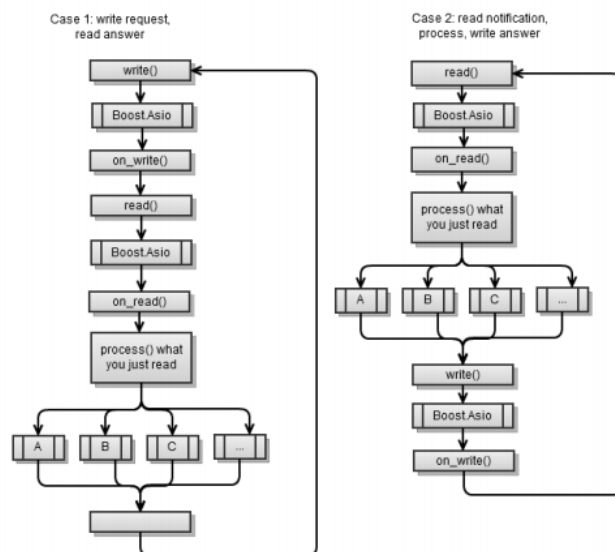 Case 1: write request,
read answer
write()
Boost.Asio
on_write()
read()
Boost.Asio
on_read()
process() what
you just read
A
B
C
...
Case 2: read notification,
process, write answer
read()
Boost.Asio
on_read()
process() what
you just read
A
B
C
...
write()
Boost.Asio
on_write()